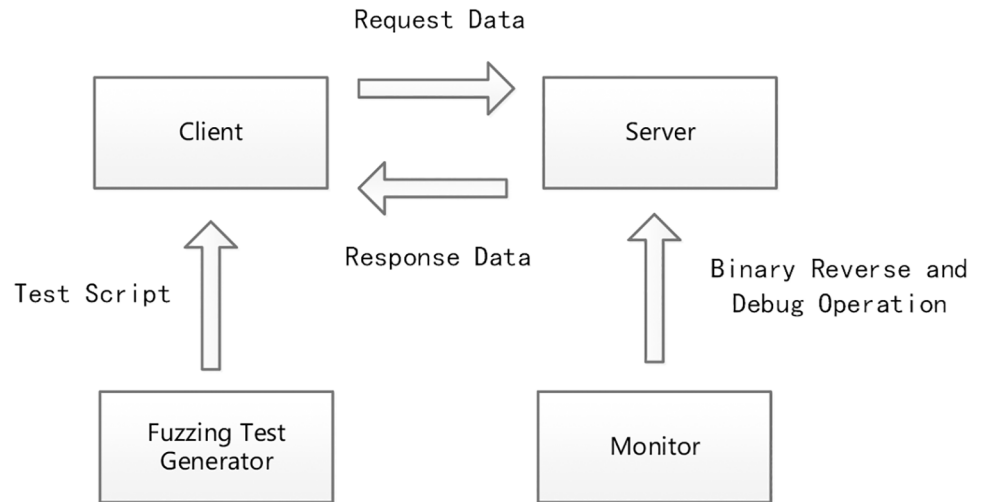 Request Data
Client
Server
Response Data
Test Script
Binary Reverse and
Debug Operation
Fuzzing Test
Generator
Monitor